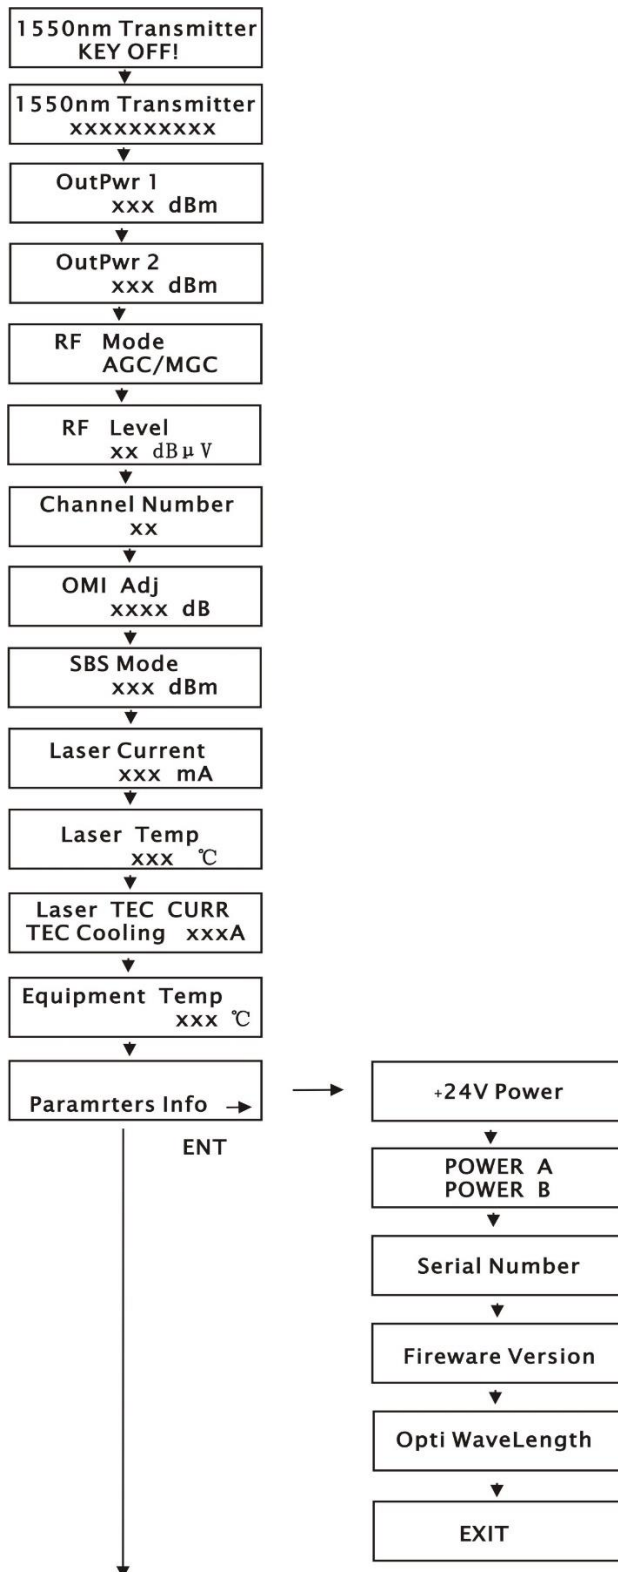 1550nm Transmitter
KEY OFF!
1550nm Transmitter
xxxxxxxxxx
OutPwr 1
xxx dBm
OutPwr 2
xxx dBm
RF Mode
AGC/MGC
RF Level
xx dBμV
Channel Number
xx
OMI Adj
xxxx dB
SBS Mode
xxx dBm
Laser Current
xxx mA
Laser Temp
xxx ℃
Laser TEC CURR
TEC Cooling xxxA
Equipment Temp
xxx ℃
Paramrters Info →
ENT
+24V Power
POWER A
POWER B
Serial Number
Fireware Version
Opti WaveLength
EXIT